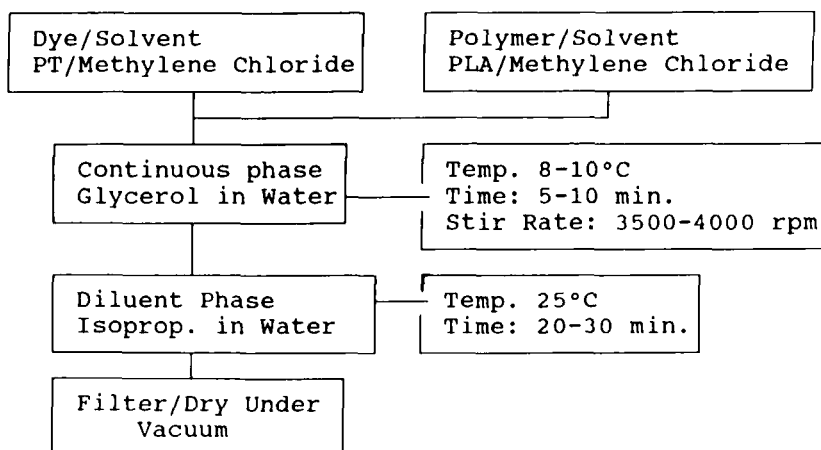 Dye/Solvent
PT/Methylene Chloride
Polymer/Solvent
PLA/Methylene Chloride
Continuous phase
Glycerol in Water
Temp. 8-10°C
Time: 5-10 min.
Stir Rate: 3500-4000 rpm
Diluent Phase
Isoprop. in Water
Temp. 25°C
Time: 20-30 min.
Filter/Dry Under
Vacuum